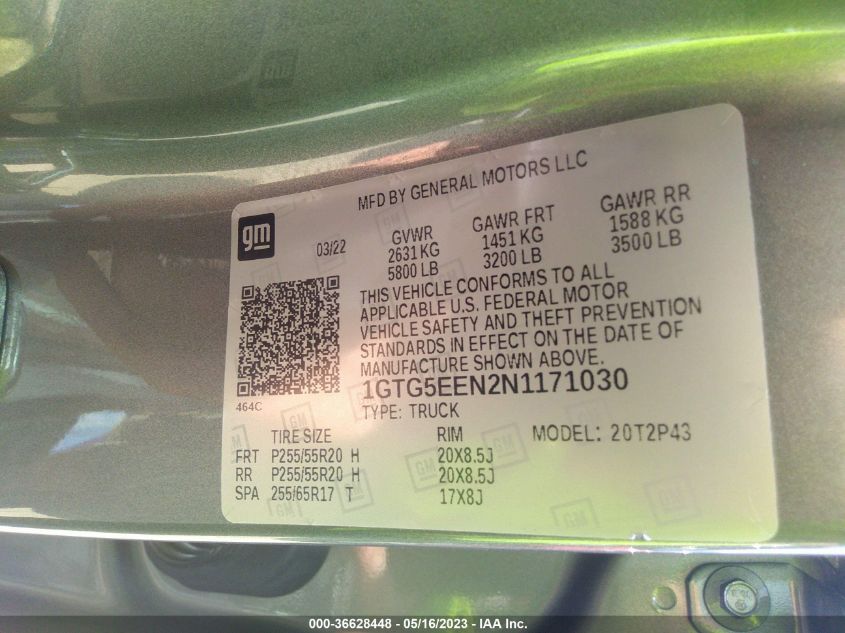 MFD BY GENERAL MOTORS LLC
gm
03/22
GVWR
2631 KG
5800 LB
GAWR FRT
1451 KG
3200 LB
GAWR RR
1588 KG
3500 LB
THIS VEHICLE CONFORMS TO ALL
APPLICABLE U.S. FEDERAL MOTOR
VEHICLE SAFETY AND THEFT PREVENTION
STANDARDS IN EFFECT ON THE DATE OF
MANUFACTURE SHOWN ABOVE.
464C
1GTG5EEN2N1171030
TYPE: TRUCK
TIRE SIZE RIM MODEL: 20T2P43
FRT P255/55R20 H 20X8.5J
RR P255/55R20 H 20X8.5J
SPA 255/65R17 T 17X8J
000-36628448 - 05/16/2023 - IAA Inc.